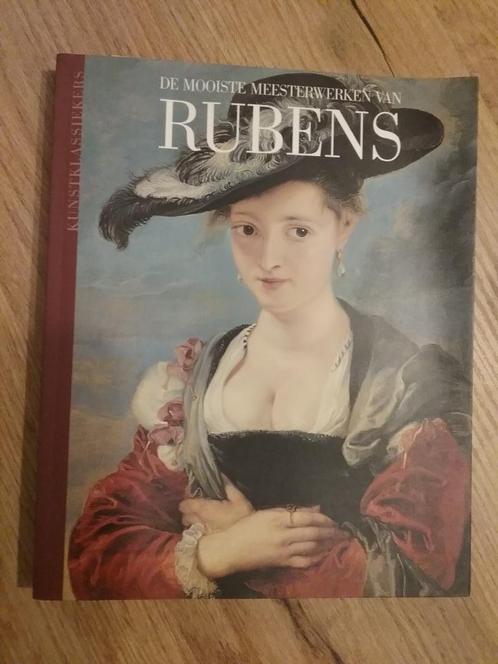 DE MOOISTE MEESTERWERKEN VAN
RUBENS
KUNSTKLASSIEKERS